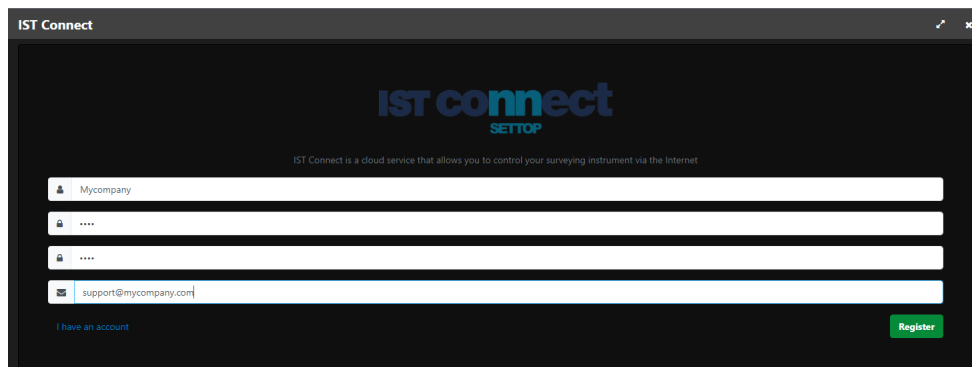 IST Connect
IST connect
SETTOP
IST Connect is a cloud service that allows you to control your surveying instrument via the Internet
Mycompany
••••
••••
support@mycompany.com
I have an account
Register